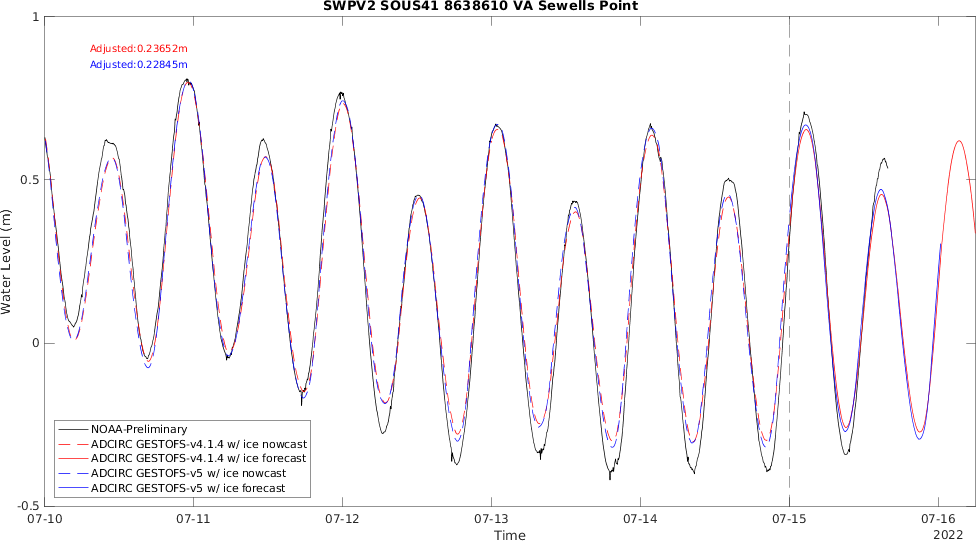 SWPV2 SOUS41 8638610 VA Sewells Point
1
Adjusted:0.23652m
Adjusted:0.22845m
0.5
Water Level (m)
0
NOAA-Preliminary
ADCIRC GESTOFS-v4.1.4 w/ ice nowcast
ADCIRC GESTOFS-v4.1.4 w/ ice forecast
ADCIRC GESTOFS-v5 w/ ice nowcast
ADCIRC GESTOFS-v5 w/ ice forecast
-0.5
07-10 07-11 07-12 07-13 07-14 07-15 07-16
Time 2022